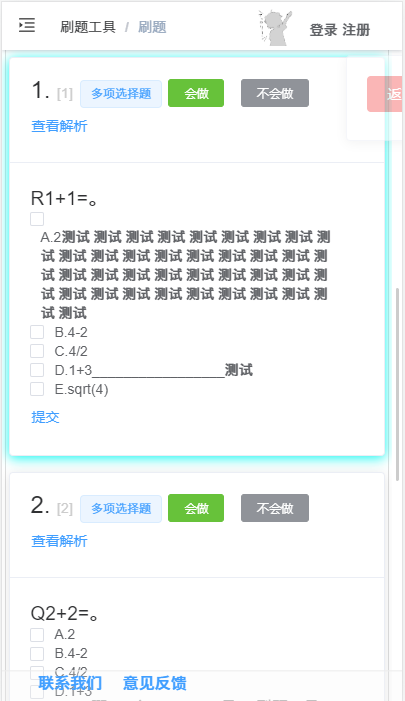 刷题工具 / 刷题
登录 注册
返
1. [1] 多项选择题 会做 不会做
查看解析
R1+1=。
A.2测试 测试 测试 测试 测试 测试 测试 测试 测
试 测试 测试 测试 测试 测试 测试 测试 测试 测
试 测试 测试 测试 测试 测试 测试 测试 测试 测
试 测试 测试 测试 测试 测试 测试 测试 测试 测
试 测试
B.4-2
C.4/2
D.1+3_________________测试
E.sqrt(4)
提交
2. [2] 多项选择题 会做 不会做
查看解析
Q2+2=。
A.2
B.4-2
C.4/2
联系我们 意见反馈
D.1+3